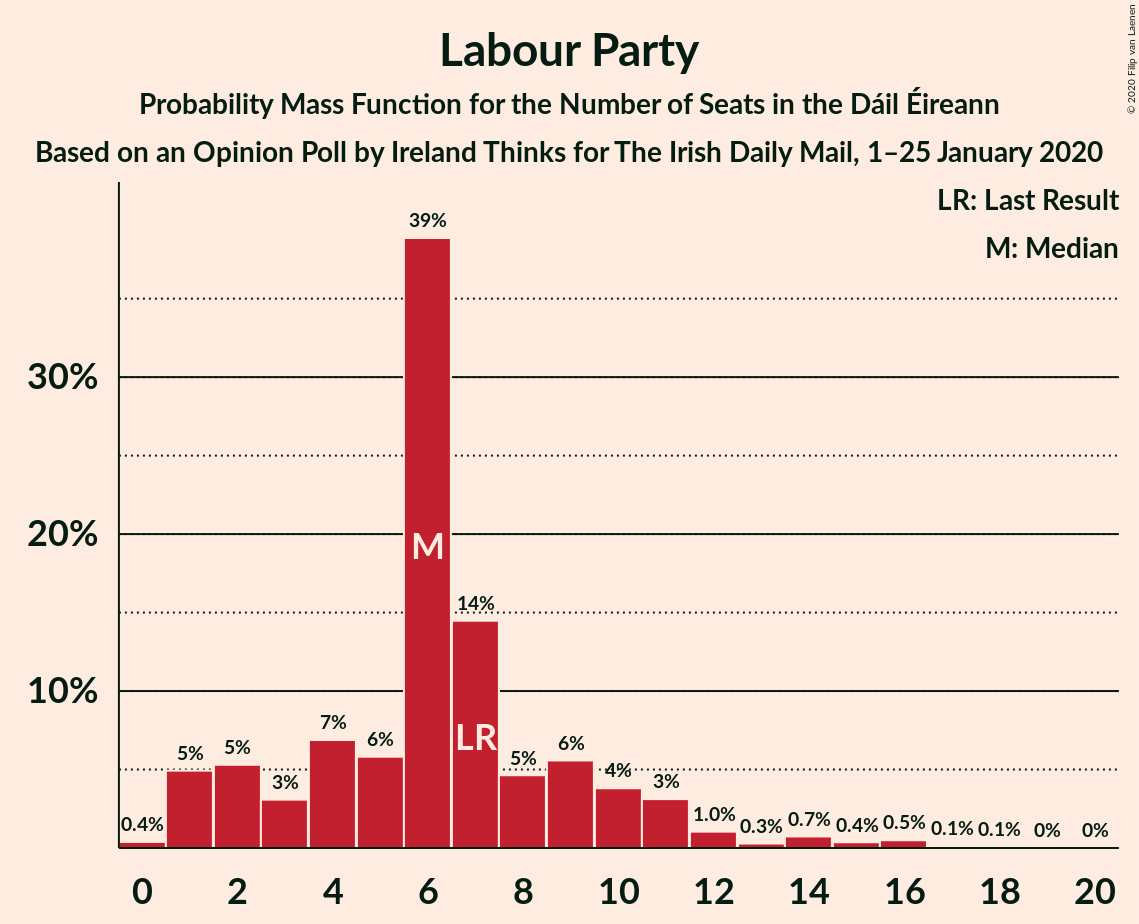 Labour Party
Probability Mass Function for the Number of Seats in the Dáil Éireann
Based on an Opinion Poll by Ireland Thinks for The Irish Daily Mail, 1–25 January 2020
© 2020 Filip van Laenen
LR: Last Result
M: Median
30%
20%
10%
0.4%
5%
5%
3%
7%
6%
39%
14%
5%
6%
4%
3%
1.0%
0.3%
0.7%
0.4%
0.5%
0.1%
0.1%
0%
0%
M
LR
0 2 4 6 8 10 12 14 16 18 20